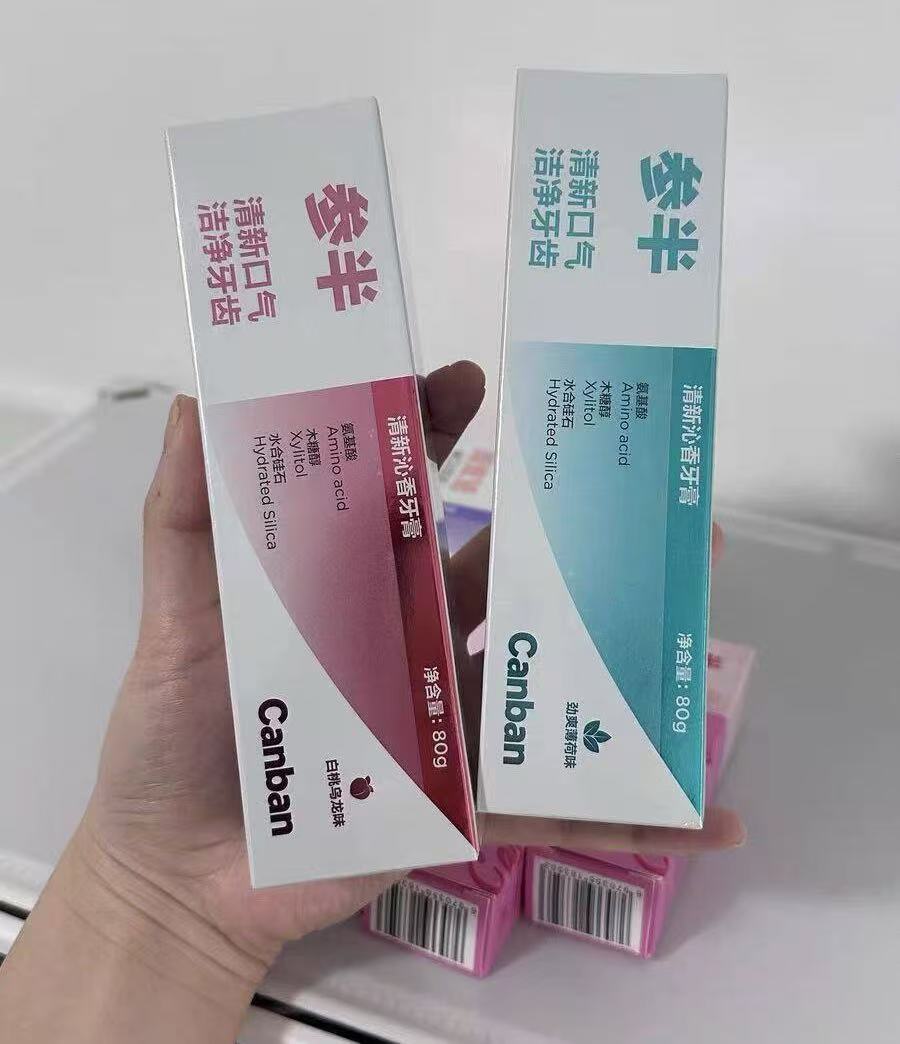 参半
清新口气
洁净牙齿
清新沁香牙膏
氨基酸
Amino acid
木糖醇
Xylitol
水合硅石
Hydrated Silica
净含量：80g
白桃乌龙味
Canban
参半
清新口气
洁净牙齿
清新沁香牙膏
氨基酸
Amino acid
木糖醇
Xylitol
水合硅石
Hydrated Silica
净含量：80g
劲爽薄荷味
Canban